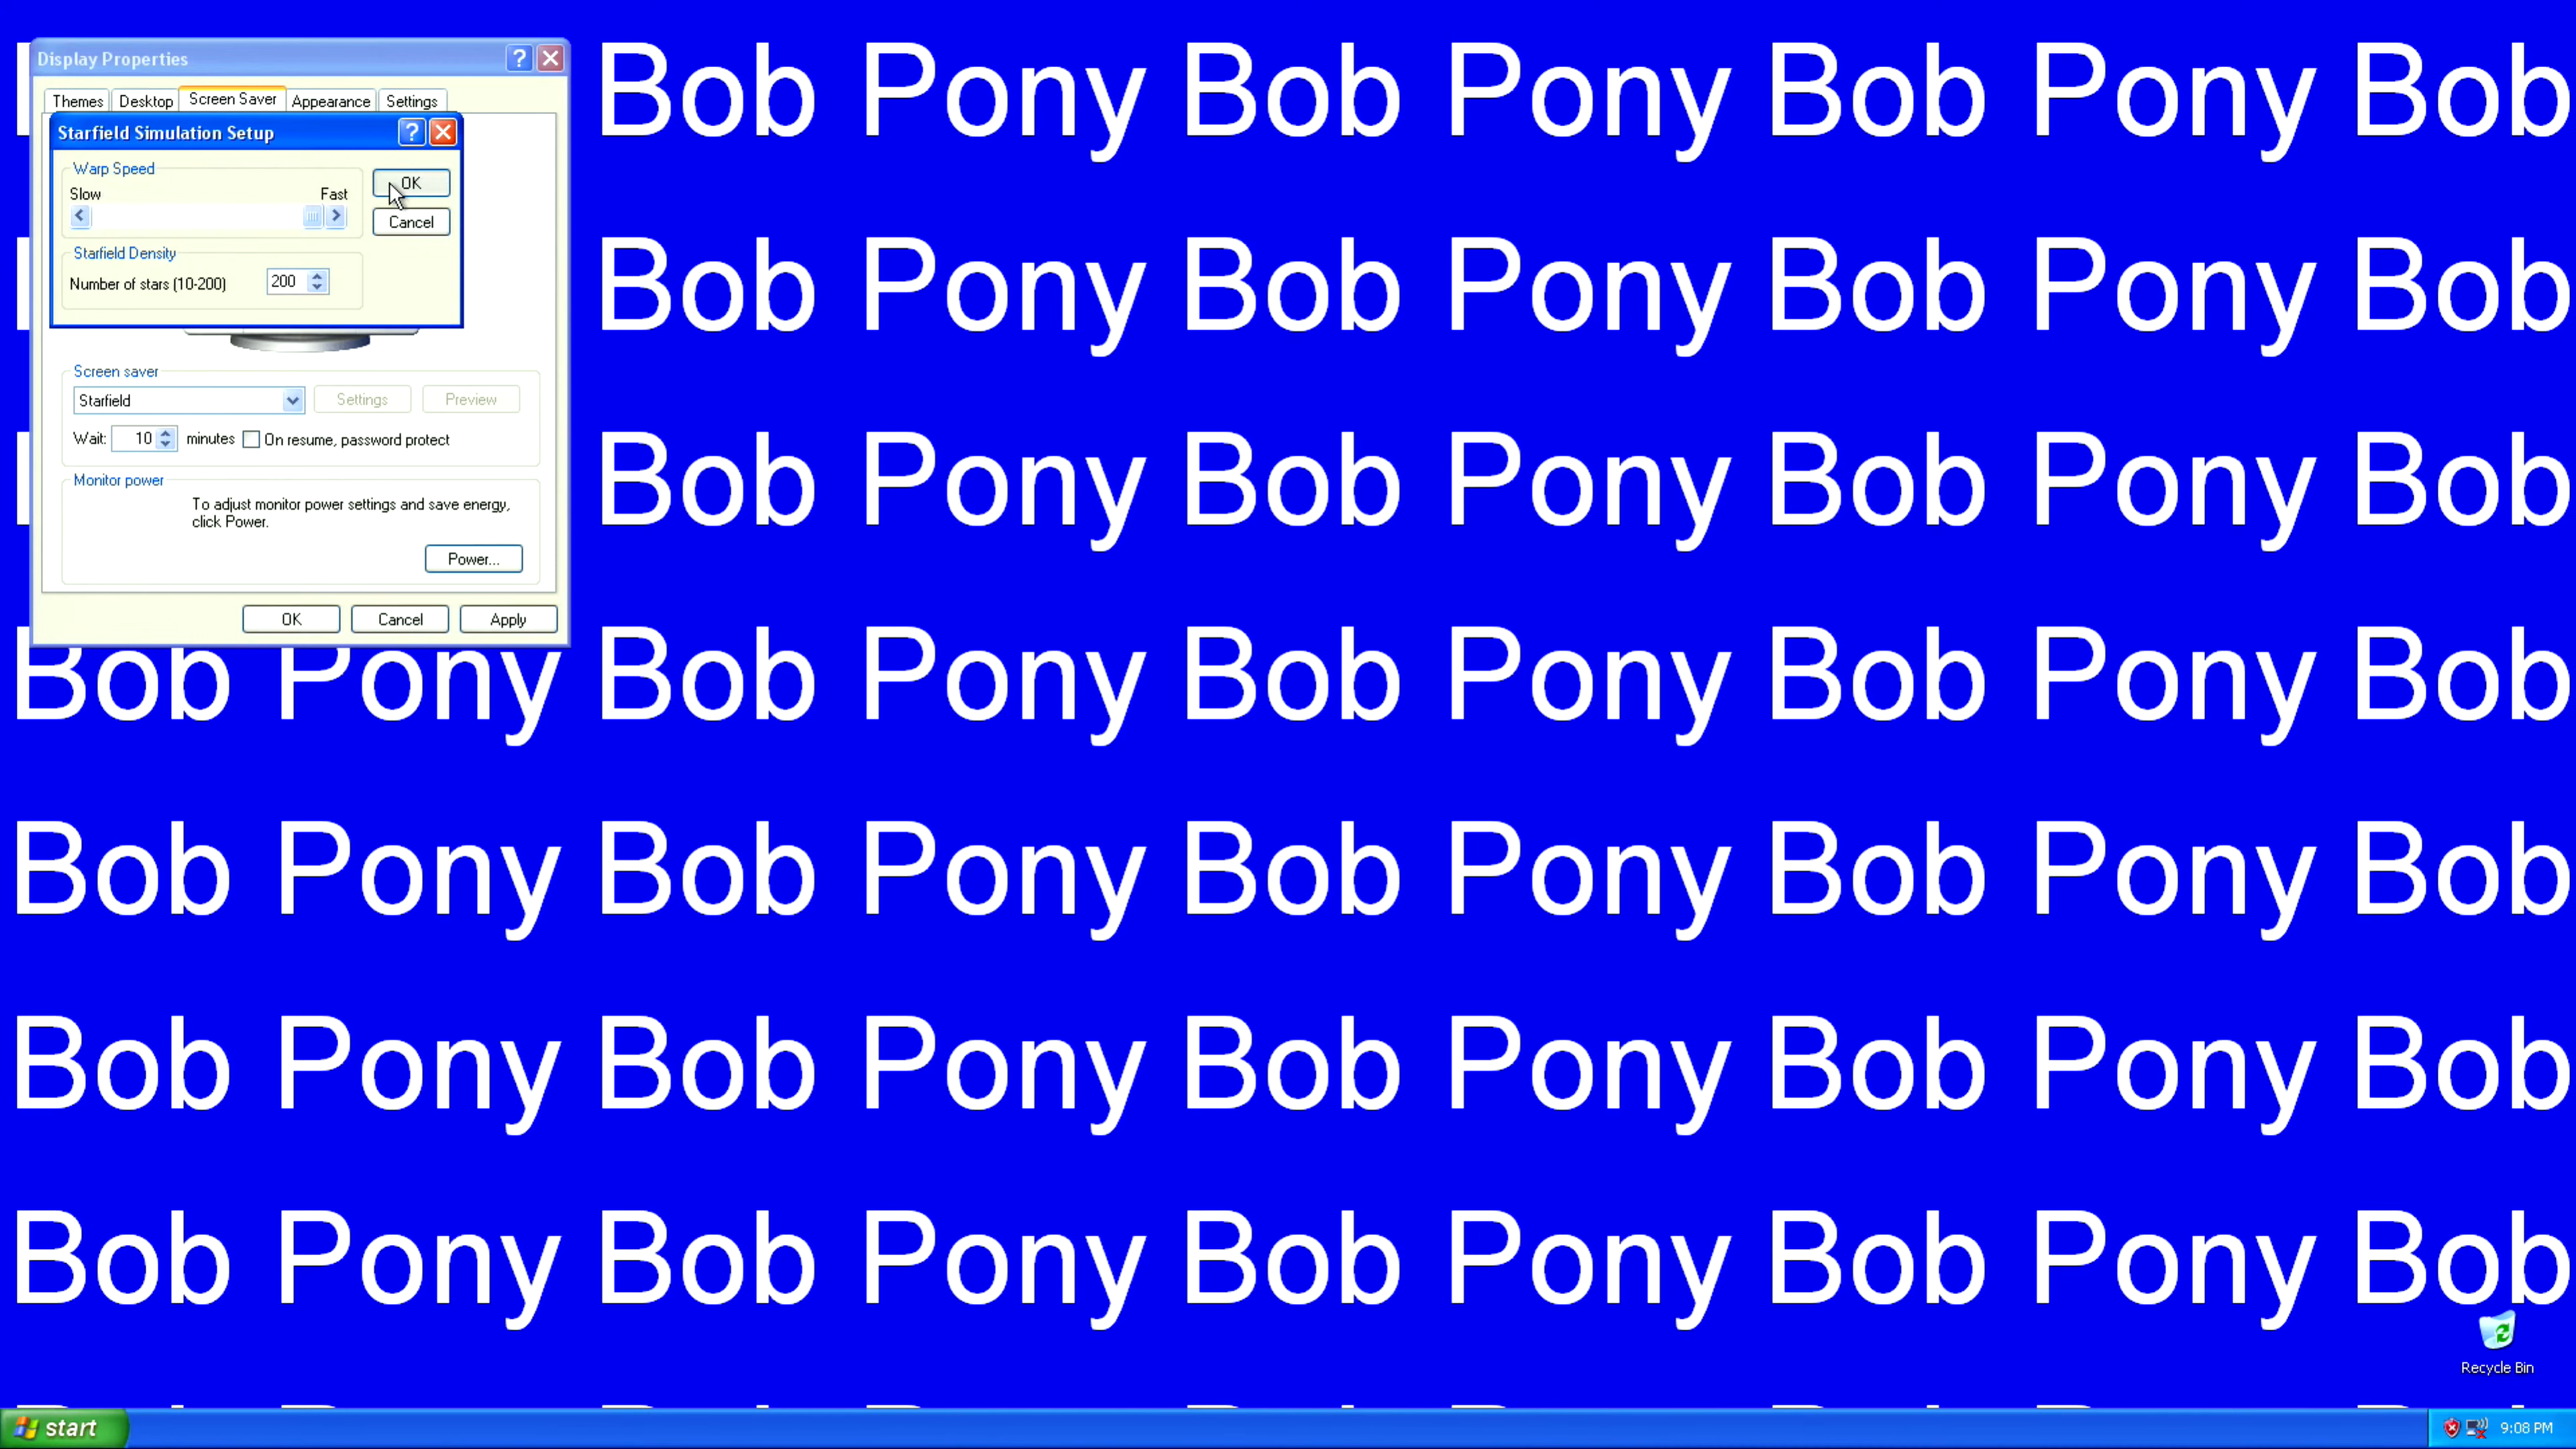 Bob Pony Bob Pony Bob Pony Bob
Display Properties
Themes Desktop Screen Saver Appearance Settings
Starfield Simulation Setup
Warp Speed
Slow Fast
OK
Cancel
Starfield Density
Number of stars (10-200) 200
Bob Pony Bob Pony Bob Pony Bob
Screen saver
Starfield Settings Preview
Wait: 10 minutes On resume, password protect
Bob Pony Bob Pony Bob Pony Bob
Monitor power
To adjust monitor power settings and save energy,
click Power.
Power...
OK Cancel Apply
Bob Pony Bob Pony Bob Pony Bob Pony Bob
Bob Pony Bob Pony Bob Pony Bob Pony Bob
Bob Pony Bob Pony Bob Pony Bob Pony Bob
Bob Pony Bob Pony Bob Pony Bob Pony Bob
Recycle Bin
start 9:08 PM